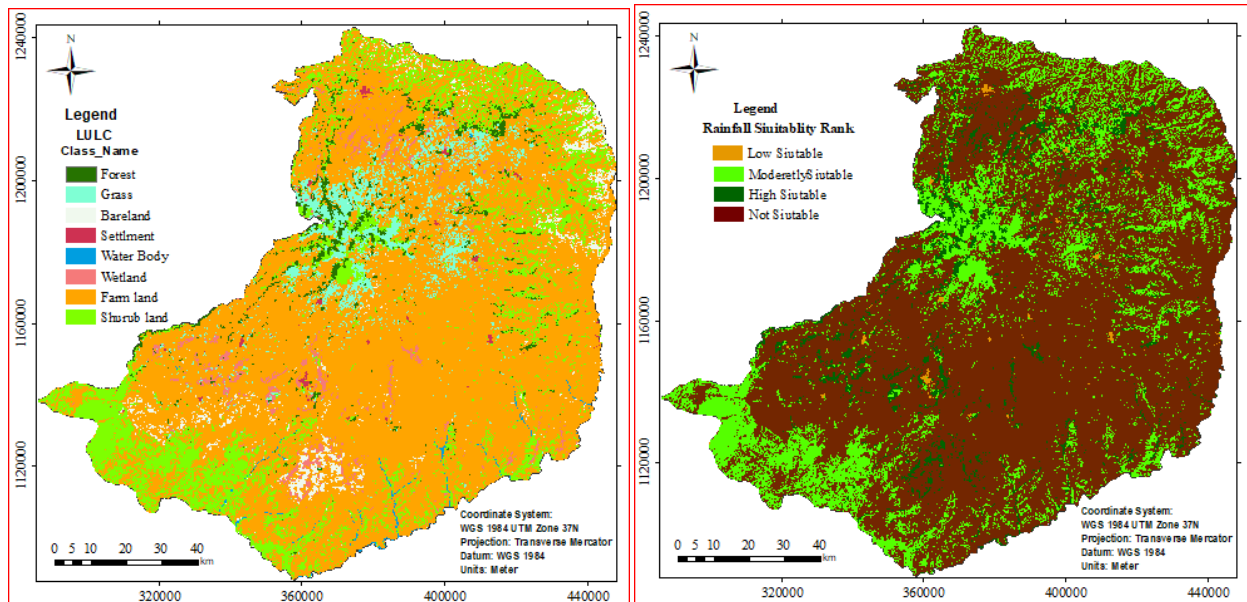 N
Legend
LULC
Class_Name
Forest
Grass
Bareland
Settlment
Water Body
Wetland
Farm land
Shurub land
Coordinate System:
WGS 1984 UTM Zone 37N
Projection: Transverse Mercator
Datum: WGS 1984
Units: Meter
0 5 10 20 30 40
km
1240000
1200000
1160000
1120000
320000 360000 400000 440000
N
Legend
Rainfall Siuitablity Rank
Low Siutable
ModeretlySiutable
High Siutable
Not Siutable
Coordinate System:
WGS 1984 UTM Zone 37N
Projection: Transverse Mercator
Datum: WGS 1984
Units: Meter
0 5 10 20 30 40
km
1240000
1200000
1160000
1120000
320000 360000 400000 440000